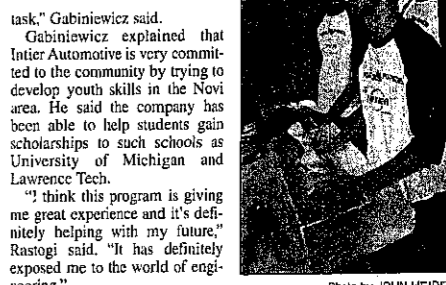 task," Gabiniewicz said.
Gabiniewicz explained that
Intier Automotive is very commit-
ted to the community by trying to
develop youth skills in the Novi
area. He said the company has
been able to help students gain
scholarships to such schools as
University of Michigan and
Lawrence Tech.
"I think this program is giving
me great experience and it's defi-
nitely helping with my future,"
Rastogi said. "It has definitely
exposed me to the world of engi-
neering."
Photo by JOHN HEIDER